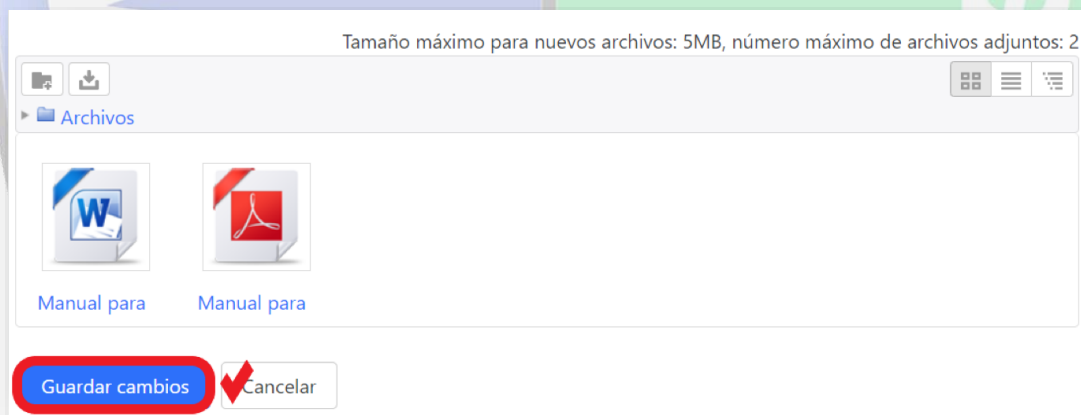 Tamaño máximo para nuevos archivos: 5MB, número máximo de archivos adjuntos: 2
Archivos
W
Manual para
Manual para
Guardar cambios
Cancelar